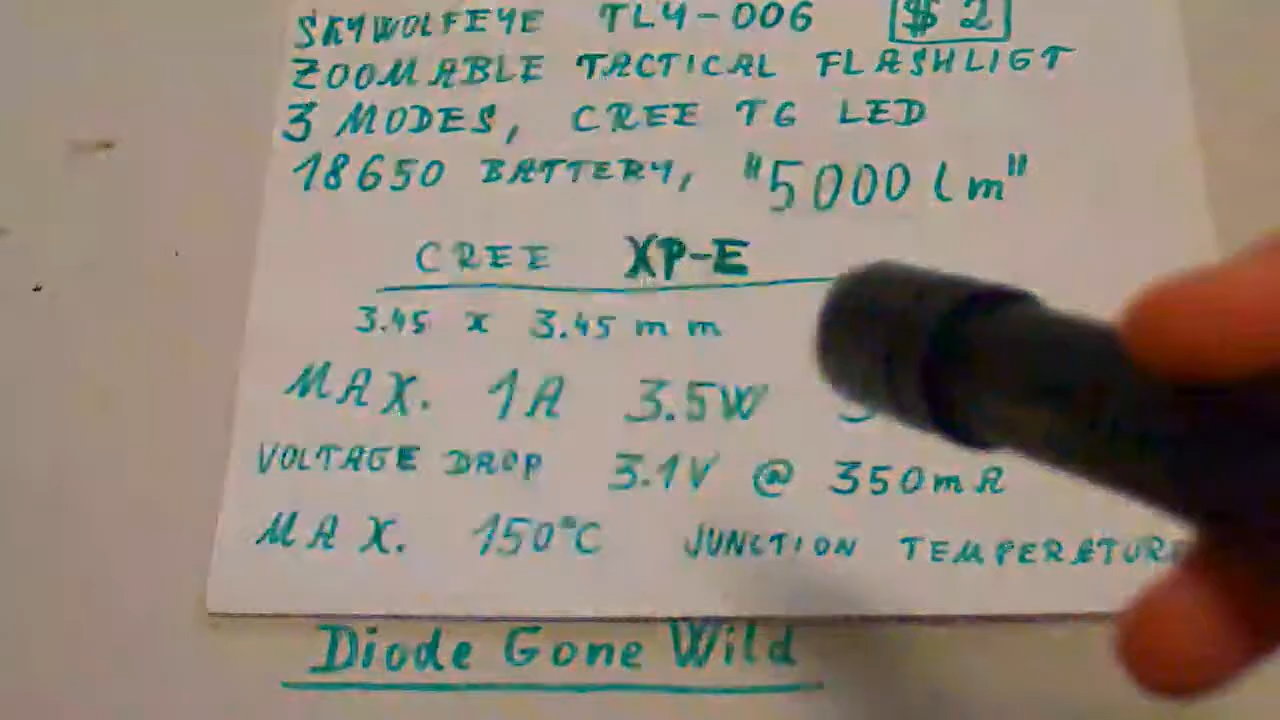 SKYWOLFEYE TLY-006 $2
ZOOMABLE TACTICAL FLASHLIGT
3 MODES, CREE T6 LED
18650 BATTERY, "5000 lm"
CREE XP-E
3.45 x 3.45 mm
MAX. 1A 3.5W
VOLTAGE DROP 3.1V @ 350mA
MAX. 150°C JUNCTION TEMPERATURE
Diode Gone Wild